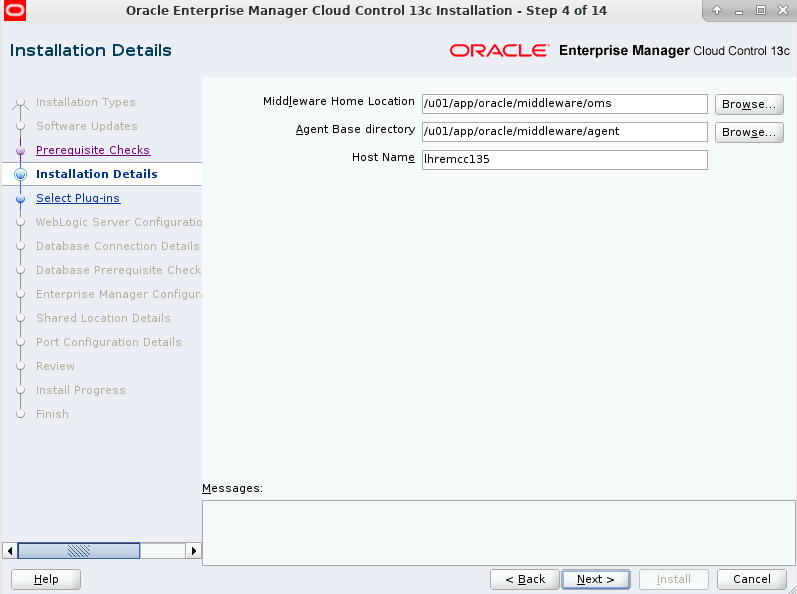 Oracle Enterprise Manager Cloud Control 13c Installation - Step 4 of 14
Installation Details
ORACLE Enterprise Manager Cloud Control 13c
Installation Types
Software Updates
Prerequisite Checks
Installation Details
Select Plug-ins
WebLogic Server Configuratio
Database Connection Details
Database Prerequisite Check
Enterprise Manager Configura
Shared Location Details
Port Configuration Details
Review
Install Progress
Finish
Middleware Home Location /u01/app/oracle/middleware/oms Browse...
Agent Base directory /u01/app/oracle/middleware/agent Browse...
Host Name lhremcc135
Messages:
Help < Back Next > Install Cancel